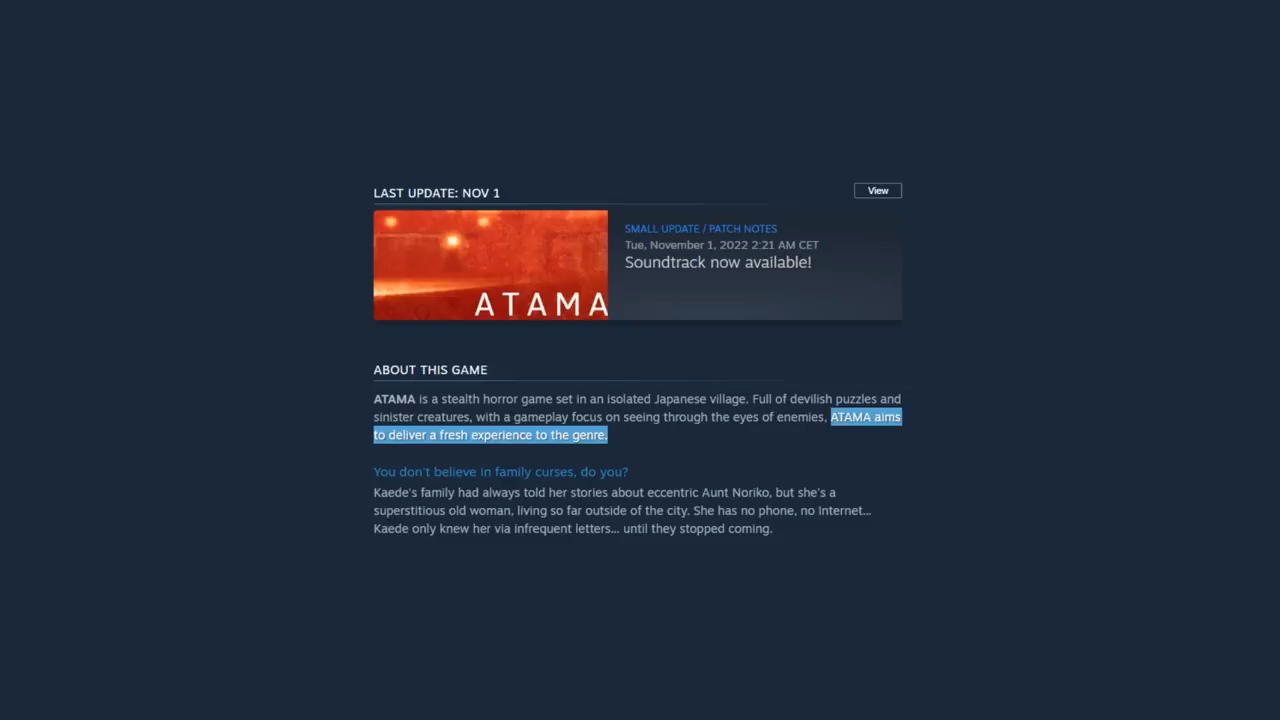 LAST UPDATE: NOV 1
View
SMALL UPDATE / PATCH NOTES
Tue, November 1, 2022 2:21 AM CET
Soundtrack now available!
ATAMA
ABOUT THIS GAME
ATAMA is a stealth horror game set in an isolated Japanese village. Full of devilish puzzles and
sinister creatures, with a gameplay focus on seeing through the eyes of enemies, ATAMA aims
to deliver a fresh experience to the genre.
You don't believe in family curses, do you?
Kaede's family had always told her stories about eccentric Aunt Noriko, but she's a
superstitious old woman, living so far outside of the city. She has no phone, no Internet...
Kaede only knew her via infrequent letters... until they stopped coming.